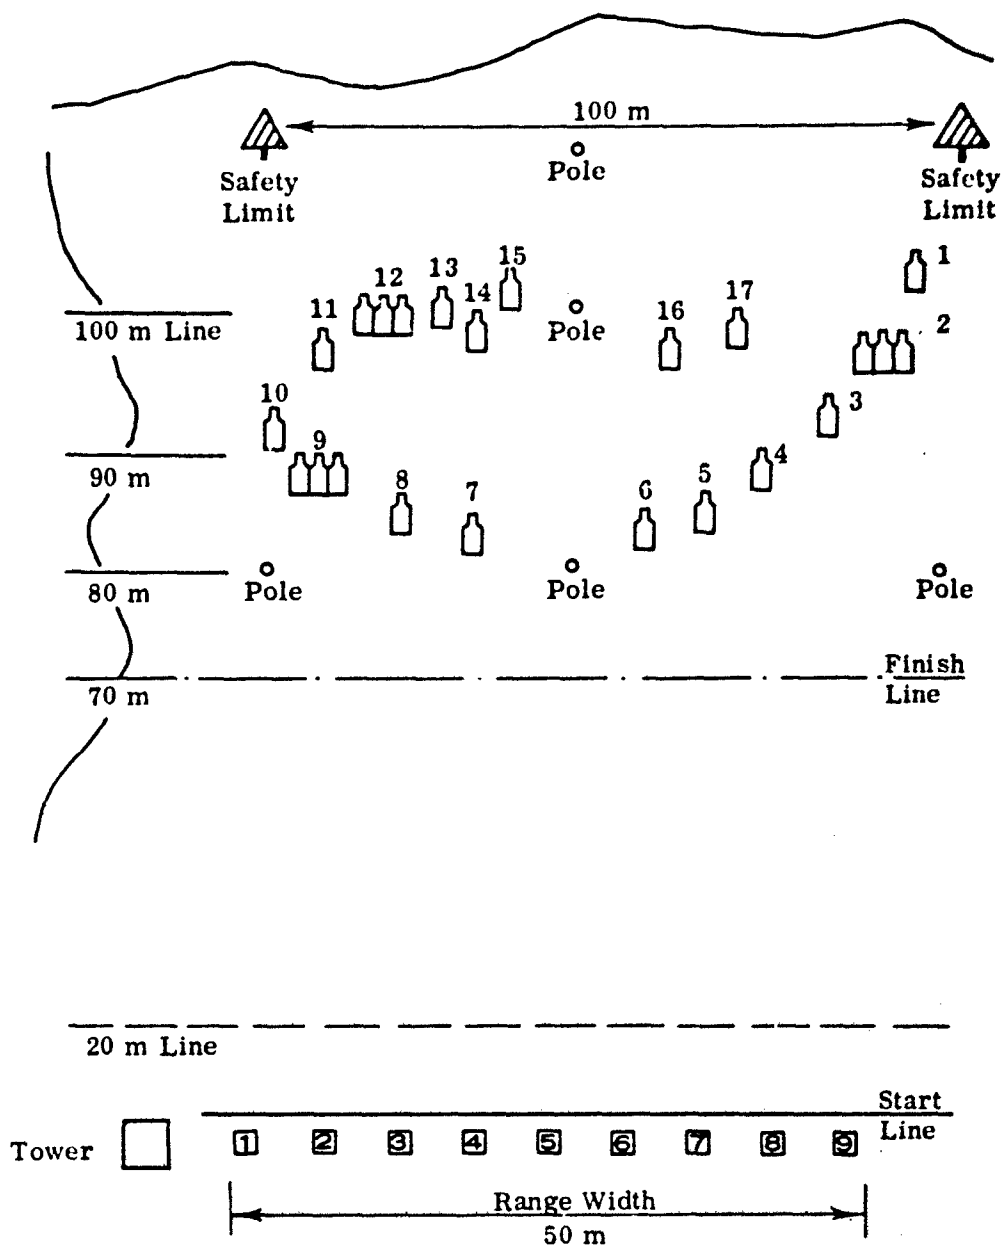 100 m
Pole
Safety
Limit
Safety
Limit
15
1
13
12
14
17
11
16
2
100 m Line
Pole
10
3
9
4
90 m
8
7
6
5
80 m
Pole
Pole
Pole
Finish
Line
70 m
20 m Line
Start
Line
Tower
1 2 3 4 5 6 7 8 9
Range Width
50 m